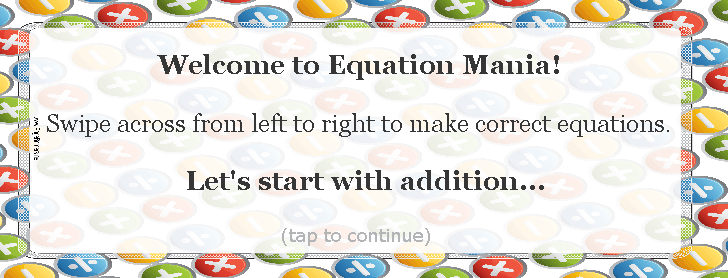 Welcome to Equation Mania!
Swipe across from left to right to make correct equations.
Let's start with addition...
(tap to continue)